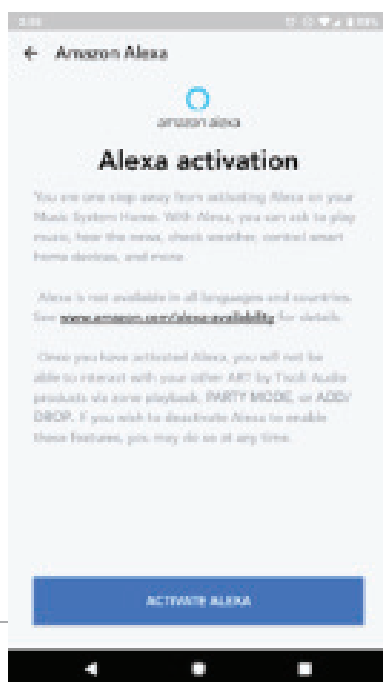 Amazon Alexa
amazon alexa
Alexa activation
You are one step away from activating Alexa on your
Music System Home. With Alexa, you can ask to play
music, hear the news, check weather, control smart
home devices, and more.
Alexa is not available in all languages and countries.
See www.amazon.com/alexa-availability for details.
Once you have activated Alexa, you will not be
able to interact with your other ART by Tivoli Audio
products via zone playback, PARTY MODE, or ADD/
DROP. If you wish to deactivate Alexa to enable
these features, you may do so at any time.
ACTIVATE ALEXA